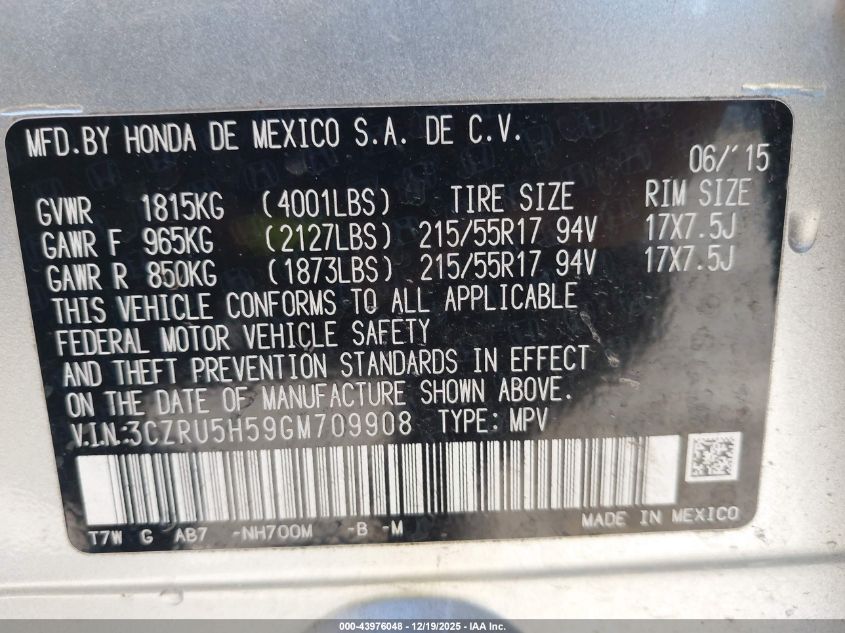 MFD.BY HONDA DE MEXICO S.A. DE C.V.
06/'15
GVWR 1815KG (4001LBS) TIRE SIZE RIM SIZE
GAWR F 965KG (2127LBS) 215/55R17 94V 17X7.5J
GAWR R 850KG (1873LBS) 215/55R17 94V 17X7.5J
THIS VEHICLE CONFORMS TO ALL APPLICABLE
FEDERAL MOTOR VEHICLE SAFETY
AND THEFT PREVENTION STANDARDS IN EFFECT
ON THE DATE OF MANUFACTURE SHOWN ABOVE.
V.I.N:3CZRU5H59GM709908 TYPE: MPV
T7W G AB7 -NH700M -B -M MADE IN MEXICO
000-43976048 - 12/19/2025 - IAA Inc.